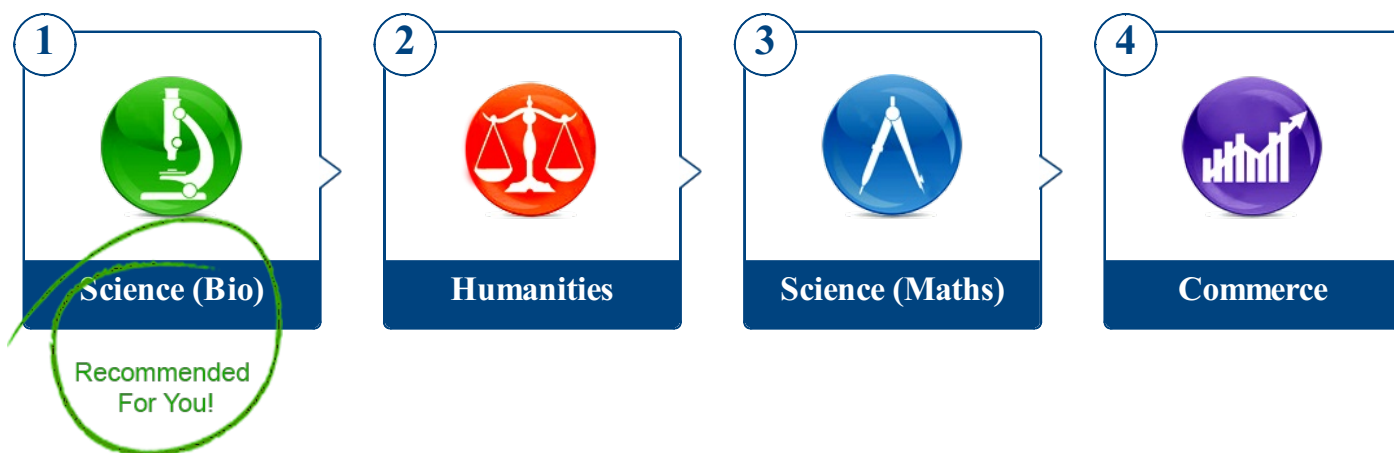 1
2
3
4
Science (Bio)
Humanities
Science (Maths)
Commerce
Recommended
For You!